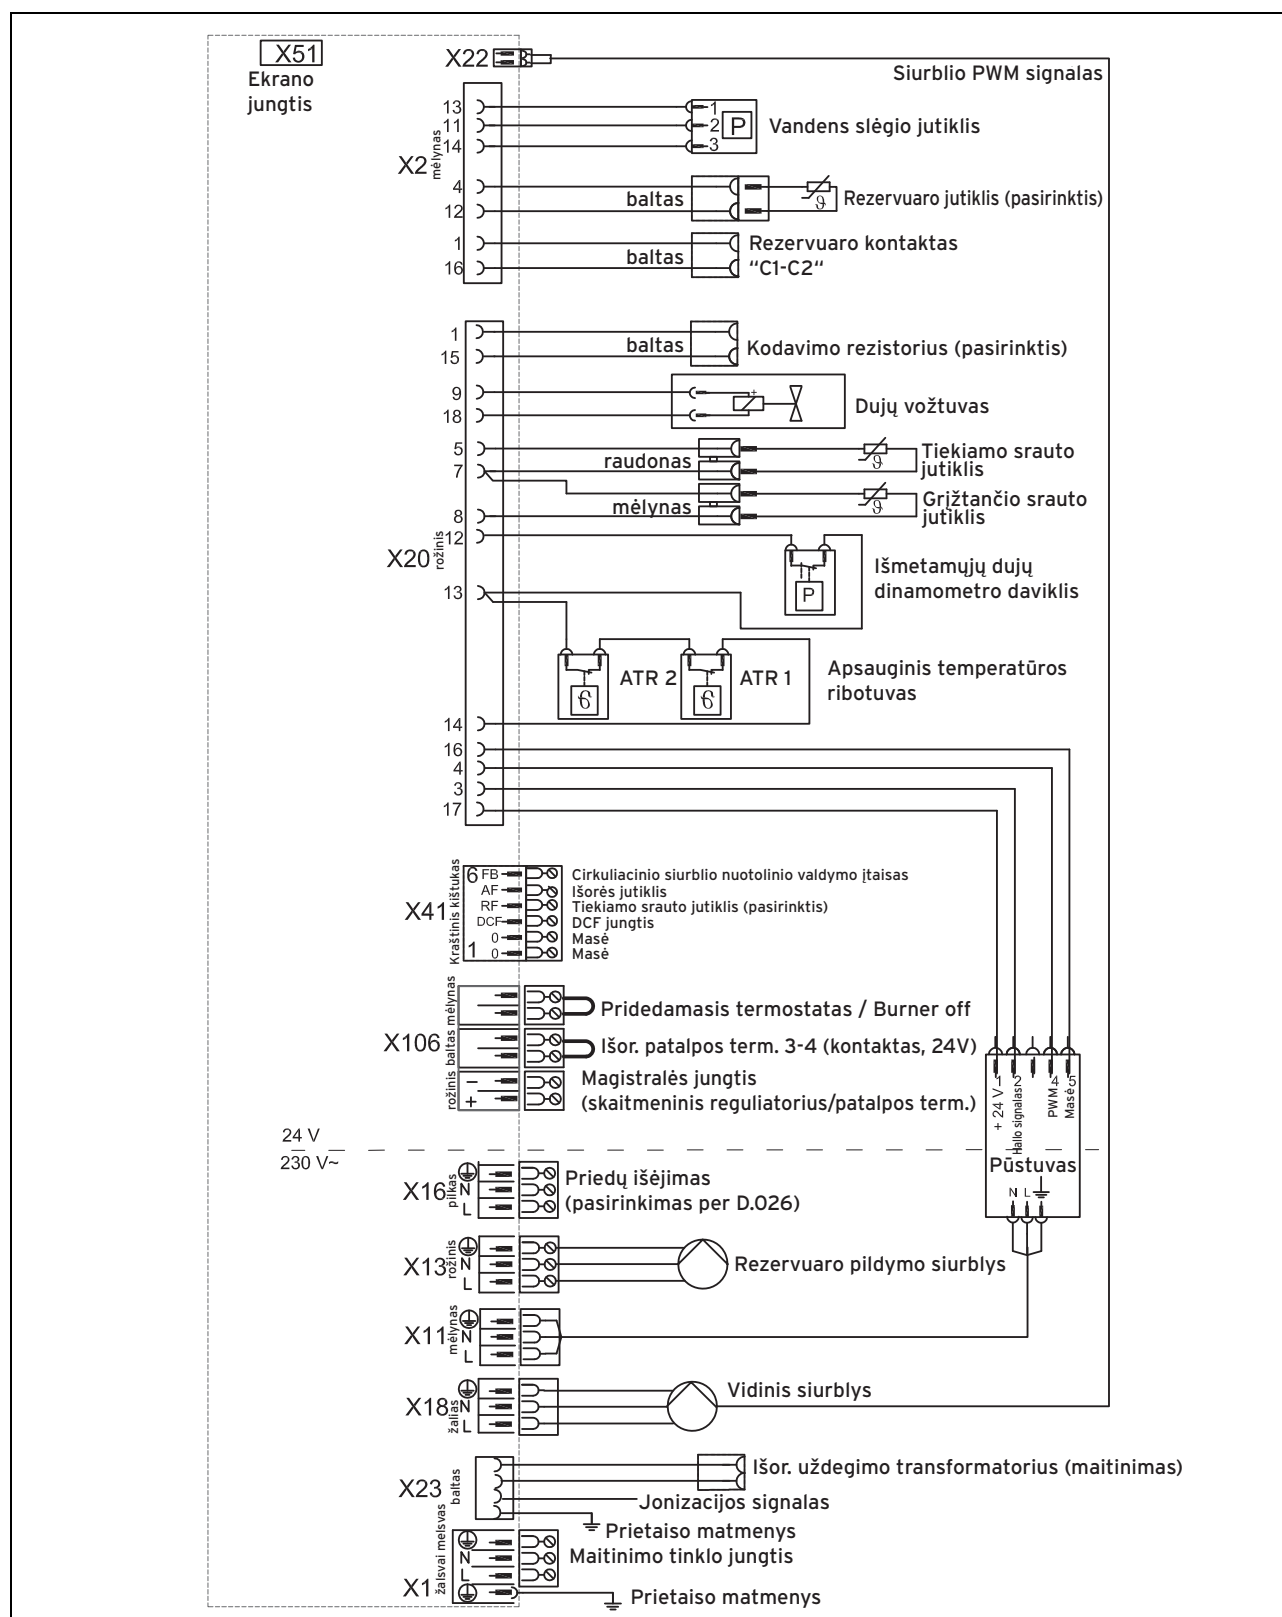 X51
Ekrano
jungtis
X22
Siurblio PWM signalas
X2
mėlynas
13
11
14
4
12
1
16
1
2
3
P
Vandens slėgio jutiklis
baltas
ϑ
Rezervuaro jutiklis (pasirinktis)
baltas
Rezervuaro kontaktas
“C1-C2“
X20
rožinis
1
15
9
18
5
7
8
12
13
14
16
4
3
17
baltas
Kodavimo rezistorius (pasirinktis)
+
Dujų vožtuvas
raudonas
ϑ
Tiekiamo srauto
jutiklis
mėlynas
ϑ
Grįžtančio srauto
jutiklis
P
Išmetamųjų dujų
dinamometro daviklis
ATR 2
ATR 1
Apsauginis temperatūros
ribotuvas
X41
Kraštinis kištukas
6 FB Cirkuliacinio siurblio nuotolinio valdymo įtaisas
AF Išorės jutiklis
RF Tiekiamo srauto jutiklis (pasirinktis)
DCF DCF jungtis
0 Masė
1 0 Masė
X106
rožinis baltas mėlynas
Pridedamasis termostatas / Burner off
Išor. patalpos term. 3-4 (kontaktas, 24V)
−
+
Magistralės jungtis
(skaitmeninis reguliatorius/patalpos term.)
1 2 4 5
+ 24 V
Hallo signalas
PWM
Masė
Pūstuvas
N L
24 V
230 V~
X16
pilkas
N
L
Priedų išėjimas
(pasirinkimas per D.026)
X13
rožinis
N
L
Rezervuaro pildymo siurblys
X11
mėlynas
N
L
X18
žalias
N
L
Vidinis siurblys
X23
baltas
Išor. uždegimo transformatorius (maitinimas)
Jonizacijos signalas
Prietaiso matmenys
X1
žalsvai melsvas
N
L
Maitinimo tinklo jungtis
Prietaiso matmenys